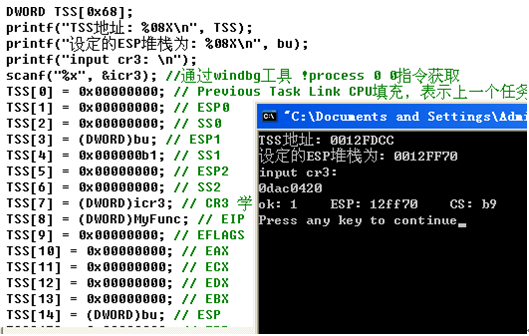 DWORD TSS[0x68];
printf("TSS地址: %08X\n", TSS);
printf("设定的ESP堆栈为: %08X\n", bu);
printf("input cr3: \n");
scanf("%x", &icr3); //通过windbg工具 !process 0 0指令获取
TSS[0] = 0x00000000; // Previous Task Link CPU填充，表示上一个任务
TSS[1] = 0x00000000; // ESP0
TSS[2] = 0x00000000; // SS0
TSS[3] = (DWORD)bu; // ESP1
TSS[4] = 0x000000b1; // SS1
TSS[5] = 0x00000000; // ESP2
TSS[6] = 0x00000000; // SS2
TSS[7] = (DWORD)icr3; // CR3 学
TSS[8] = (DWORD)MyFunc; // EIP
TSS[9] = 0x00000000; // EFLAGS
TSS[10] = 0x00000000; // EAX
TSS[11] = 0x00000000; // ECX
TSS[12] = 0x00000000; // EDX
TSS[13] = 0x00000000; // EBX
TSS[14] = (DWORD)bu; // ESP
"C:\Documents and Settings\Admi
TSS地址: 0012FDCC
设定的ESP堆栈为: 0012FF70
input cr3:
0dac0420
ok: 1 ESP: 12ff70 CS: b9
Press any key to continue_